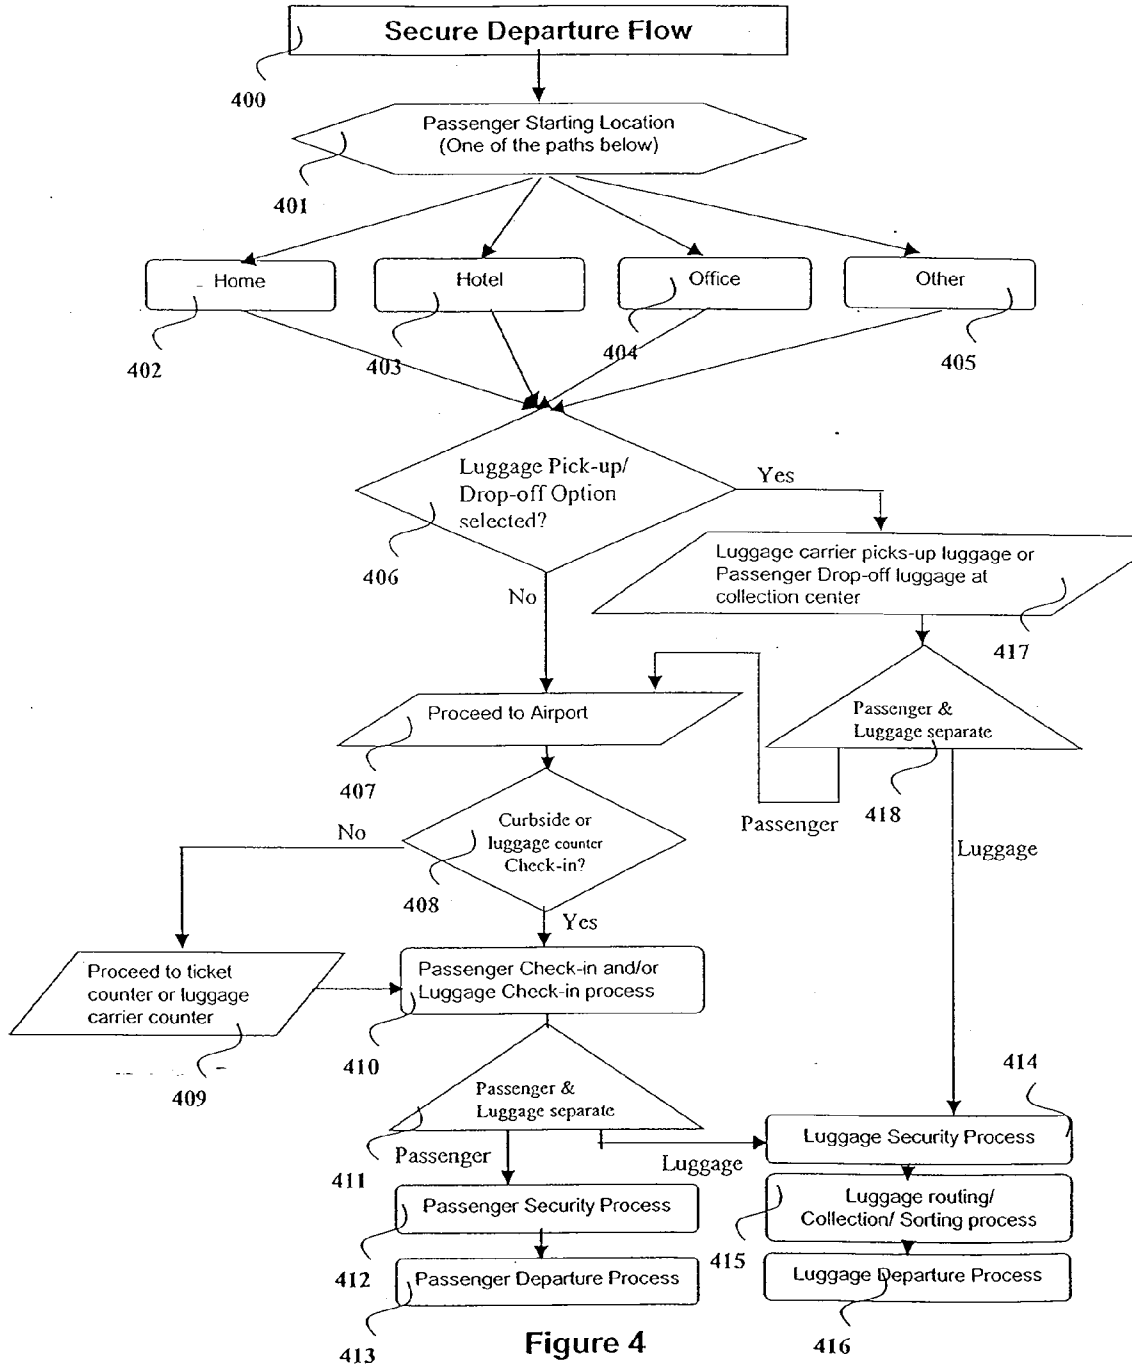 Secure Departure Flow
400
Passenger Starting Location
(One of the paths below)
401
Home
Hotel
Office
Other
402
403
404
405
Luggage Pick-up/
Drop-off Option
selected?
Yes
406
No
Luggage carrier picks-up luggage or
Passenger Drop-off luggage at
collection center
417
Proceed to Airport
407
Passenger &
Luggage separate
418
Passenger
Luggage
Curbside or
luggage counter
Check-in?
No
408
Yes
Proceed to ticket
counter or luggage
carrier counter
409
Passenger Check-in and/or
Luggage Check-in process
410
Passenger &
Luggage separate
411
Passenger
Luggage
414
Luggage Security Process
Passenger Security Process
412
Luggage routing/
Collection/ Sorting process
415
Passenger Departure Process
413
Luggage Departure Process
416
Figure 4